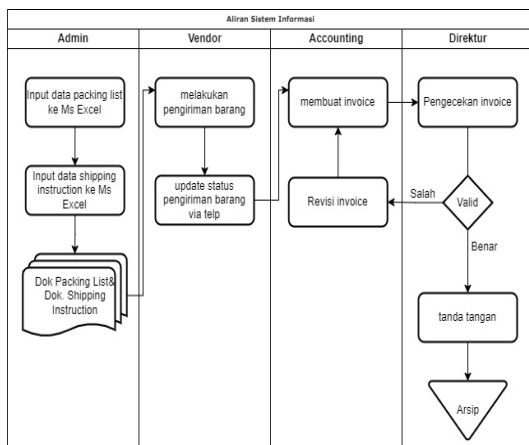 Aliran Sistem Informasi
Admin
Vendor
Accounting
Direktur
Input data packing list
ke Ms Excel
Input data shipping
instruction ke Ms
Excel
Dok Packing List&
Dok. Shipping
Instruction
melakukan
pengiriman barang
update status
pengiriman barang
via telp
membuat invoice
Revisi invoice
Pengecekan invoice
Salah
Valid
Benar
tanda tangan
Arsip